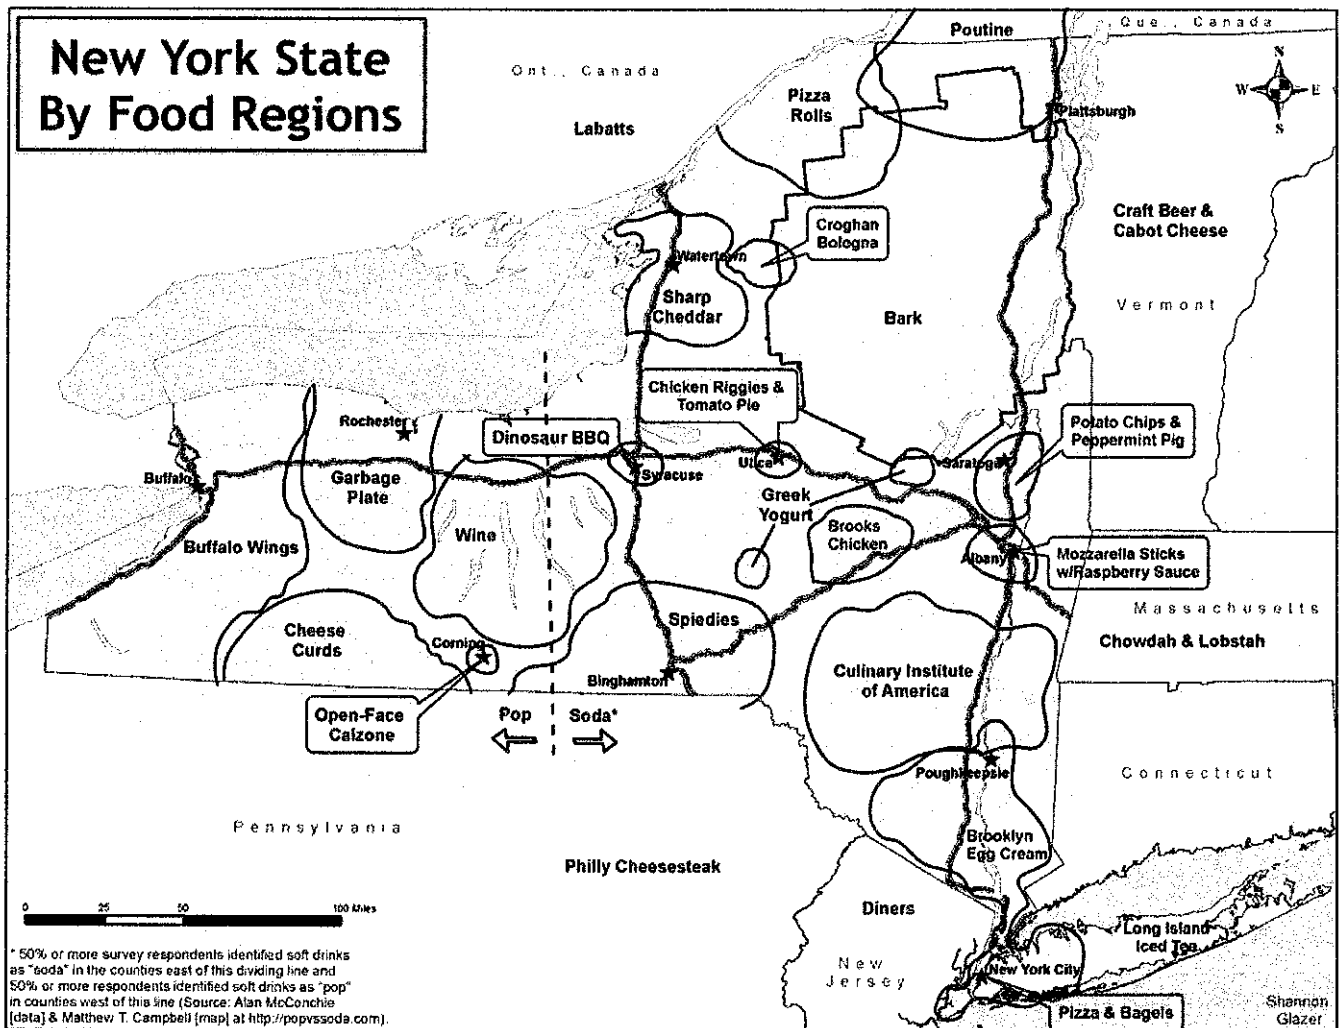 New York State
By Food Regions
Que., Canada
Poutine
Ont., Canada
Labatts
Pizza
Rolls
N
W
E
S
Plattsburgh
Croghan
Bologna
Craft Beer &
Cabot Cheese
Watertown
Sharp
Cheddar
Bark
Vermont
Chicken Riggies &
Tomato Pie
Rochester
Dinosaur BBQ
Potato Chips &
Peppermint Pig
Buffalo
Garbage
Plate
Syracuse
Utica
Saratoga
Greek
Yogurt
Wine
Brooks
Chicken
Buffalo Wings
Albany
Mozzarella Sticks
w/Raspberry Sauce
Massachusetts
Chowdah & Lobstah
Cheese
Curds
Corning
Spiedies
Binghamton
Culinary Institute
of America
Open-Face
Calzone
Pop
Soda*
Poughkeepsie
Connecticut
Pennsylvania
Philly Cheesesteak
Brooklyn
Egg Cream
Diners
Long Island
Iced Tea
New
Jersey
New York City
Pizza & Bagels
0 25 50 100 Miles
* 50% or more survey respondents identified soft drinks
as "soda" in the counties east of this dividing line and
50% or more respondents identified soft drinks as "pop"
in counties west of this line (Source: Alan McConchie
[data] & Matthew T. Campbell [map] at http://popvssoda.com).
Shannon
Glazer